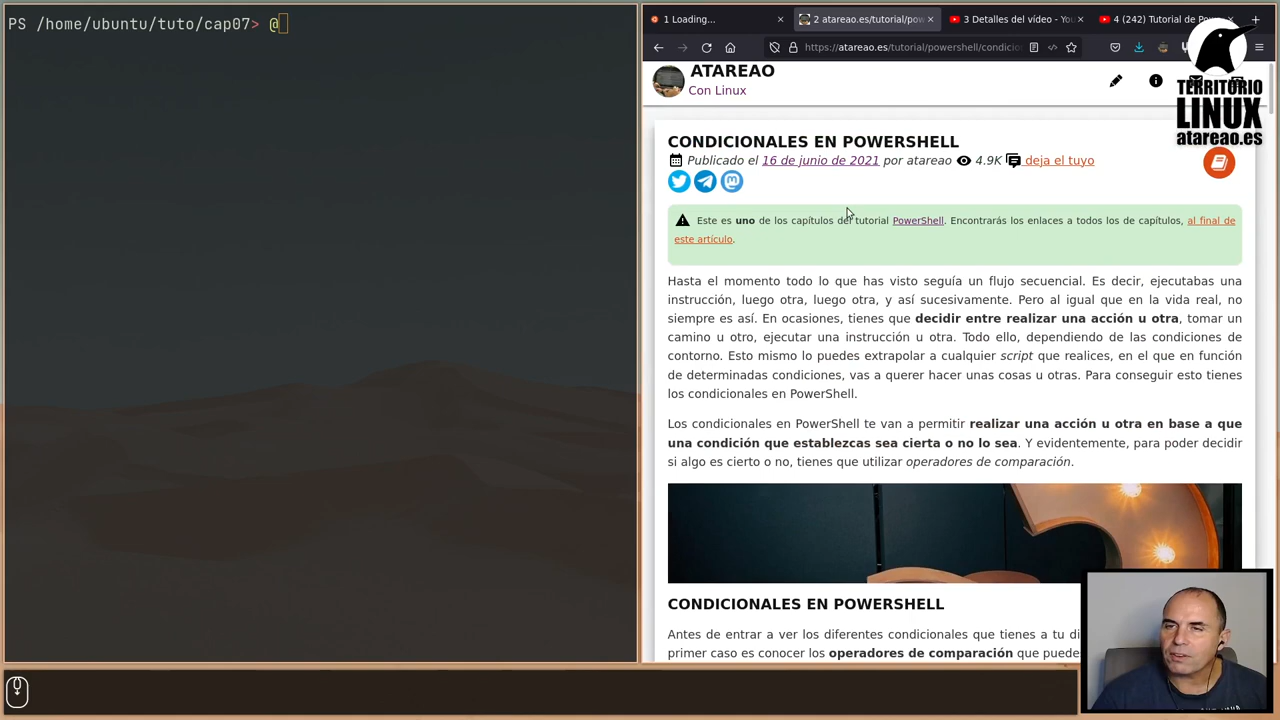 PS /home/ubuntu/tuto/cap07> @
1 Loading...
2 atareao.es/tutorial/pow
3 Detalles del vídeo - You
4 (242) Tutorial de Powe
https://atareao.es/tutorial/powershell/condicio
ATAREAO
Con Linux
TERRITORIO
LINUX
atareao.es
CONDICIONALES EN POWERSHELL
Publicado el 16 de junio de 2021 por atareao 4.9K deja el tuyo
Este es uno de los capítulos del tutorial PowerShell. Encontrarás los enlaces a todos los de capítulos, al final de
este artículo.
Hasta el momento todo lo que has visto seguía un flujo secuencial. Es decir, ejecutabas una
instrucción, luego otra, luego otra, y así sucesivamente. Pero al igual que en la vida real, no
siempre es así. En ocasiones, tienes que decidir entre realizar una acción u otra, tomar un
camino u otro, ejecutar una instrucción u otra. Todo ello, dependiendo de las condiciones de
contorno. Esto mismo lo puedes extrapolar a cualquier script que realices, en el que en función
de determinadas condiciones, vas a querer hacer unas cosas u otras. Para conseguir esto tienes
los condicionales en PowerShell.
Los condicionales en PowerShell te van a permitir realizar una acción u otra en base a que
una condición que establezcas sea cierta o no lo sea. Y evidentemente, para poder decidir
si algo es cierto o no, tienes que utilizar operadores de comparación.
CONDICIONALES EN POWERSHELL
Antes de entrar a ver los diferentes condicionales que tienes a tu di
primer caso es conocer los operadores de comparación que puede